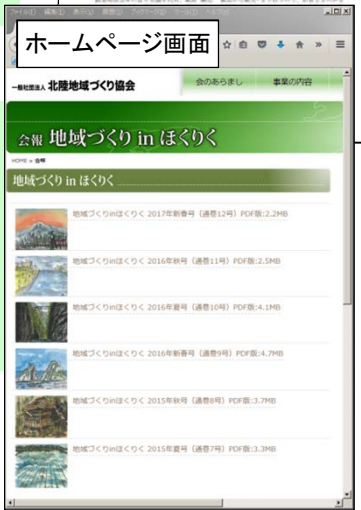 ホームページ画面
一般社団法人 北陸地域づくり協会
会のあらまし 事業の内容
会報 地域づくり in ほくりく
HOME » 会報
地域づくり in ほくりく
地域づくりinほくりく 2017年新春号（通巻12号）PDF版:2.2MB
地域づくりinほくりく 2016年秋号（通巻11号）PDF版:2.5MB
地域づくりinほくりく 2016年夏号（通巻10号）PDF版:4.1MB
地域づくりinほくりく 2016年新春号（通巻9号）PDF版:4.7MB
地域づくりinほくりく 2015年秋号（通巻8号）PDF版:3.7MB
地域づくりinほくりく 2015年夏号（通巻7号）PDF版:3.3MB